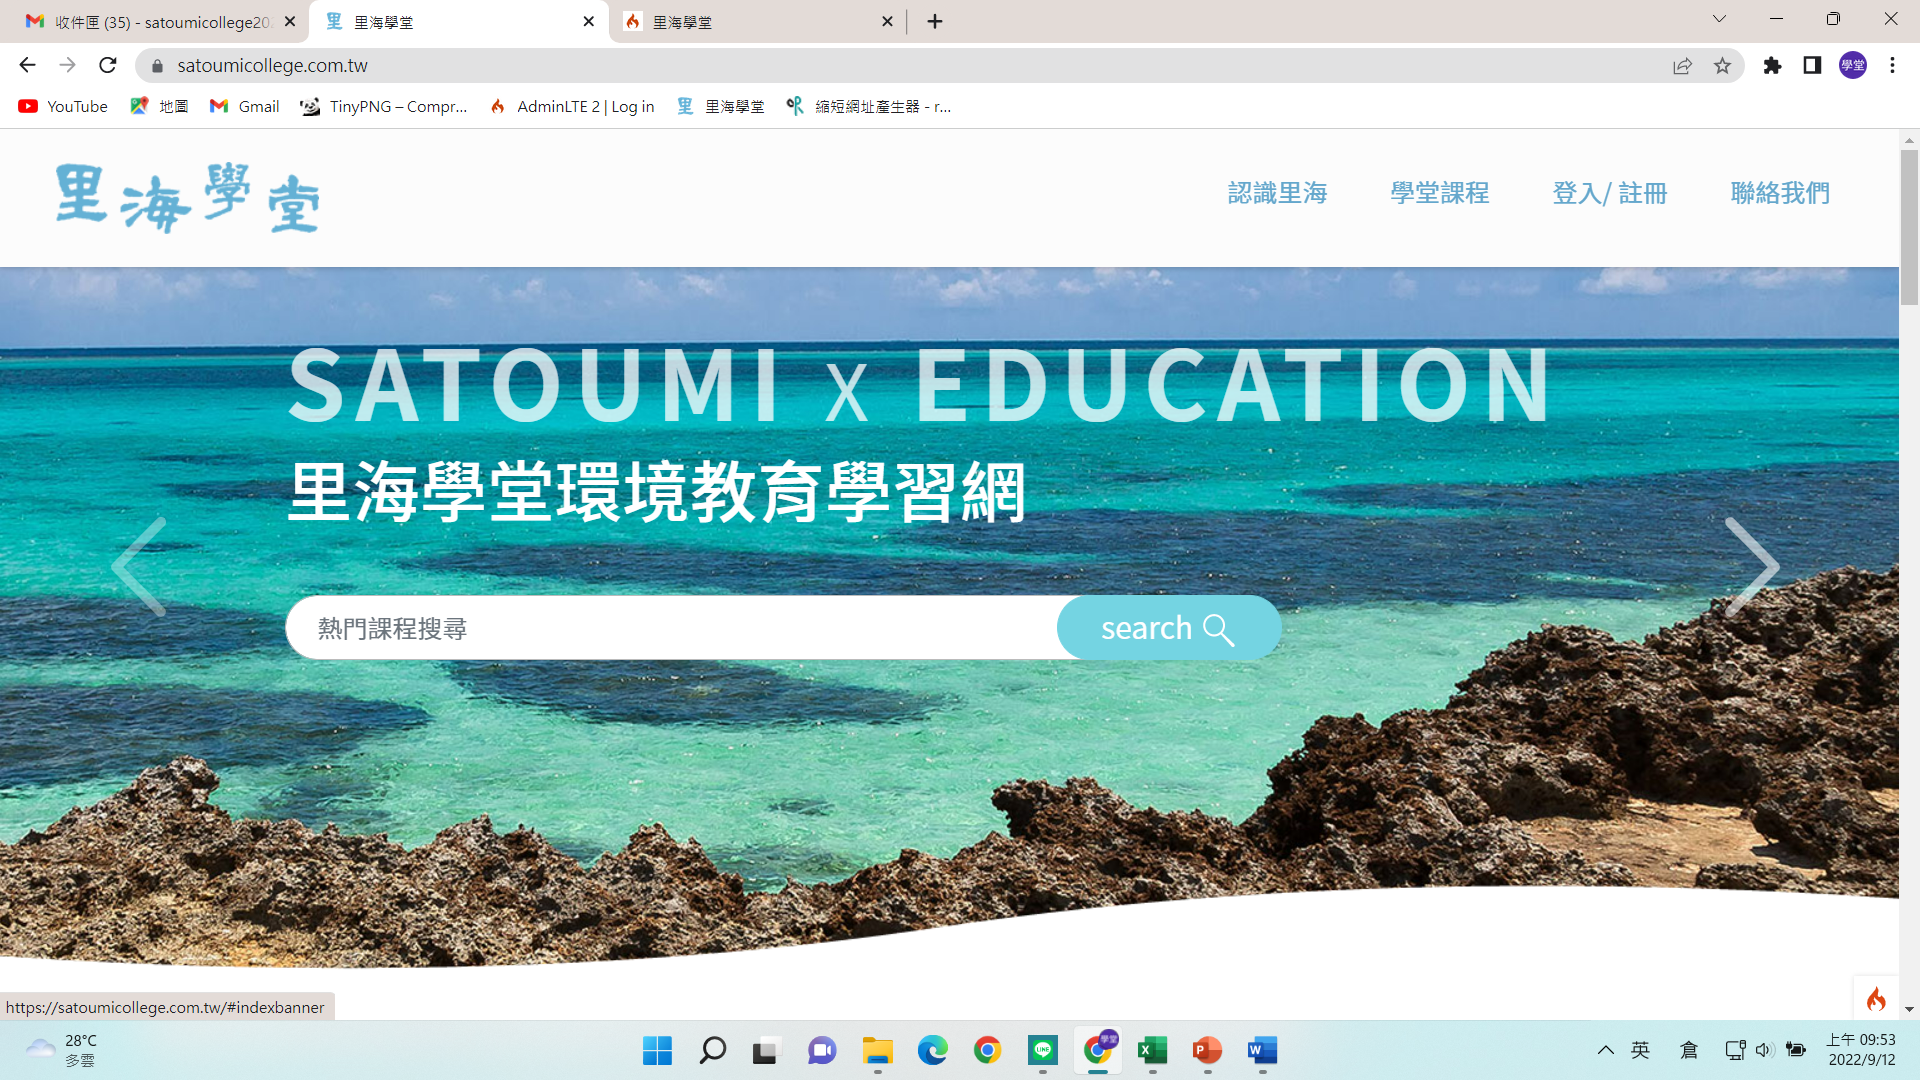 收件匣 (35) - satoumicollege20
里海學堂
里海學堂
satoumicollege.com.tw
學堂
YouTube
地圖
Gmail
TinyPNG – Compr...
AdminLTE 2 | Log in
里海學堂
縮短網址產生器 - r...
里海學堂
認識里海
學堂課程
登入/ 註冊
聯絡我們
SATOUMI X EDUCATION
里海學堂環境教育學習網
熱門課程搜尋
search
https://satoumicollege.com.tw/#indexbanner
28°C
多雲
英
倉
上午 09:53
2022/9/12